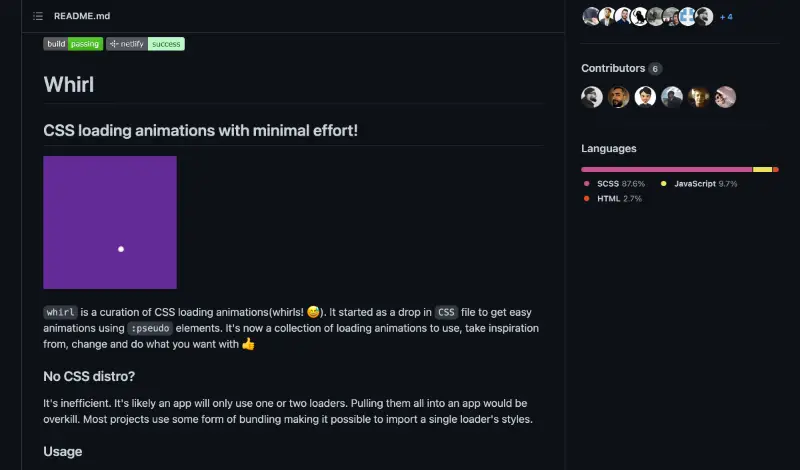 README.md
build passing netlify success
Whirl
CSS loading animations with minimal effort!
whirl is a curation of CSS loading animations(whirls! 😅). It started as a drop in CSS file to get easy
animations using :pseudo elements. It's now a collection of loading animations to use, take inspiration
from, change and do what you want with 👍
No CSS distro?
It's inefficient. It's likely an app will only use one or two loaders. Pulling them all into an app would be
overkill. Most projects use some form of bundling making it possible to import a single loader's styles.
Usage
+ 4
Contributors 6
Languages
SCSS 87.6% JavaScript 9.7%
HTML 2.7%